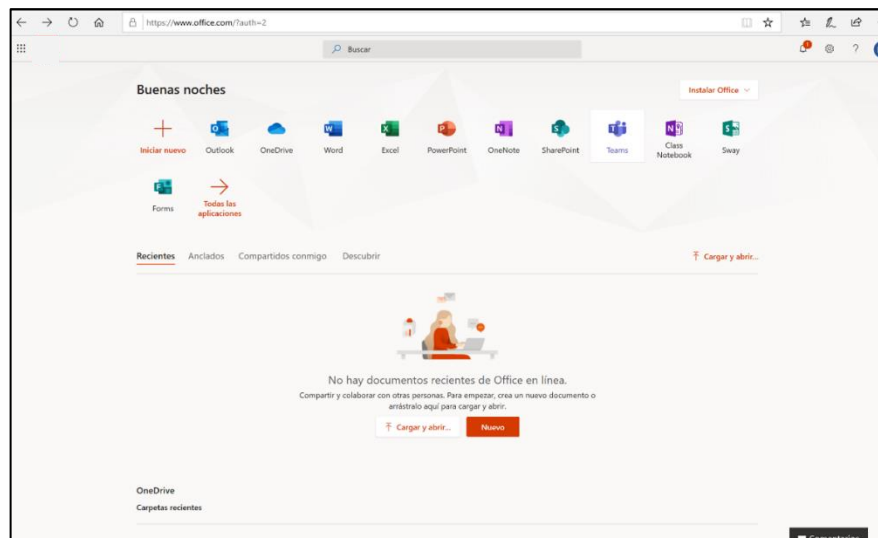 https://www.office.com/?auth=2
Buscar
Buenas noches
Instalar Office
Iniciar nuevo
Outlook
OneDrive
Word
Excel
PowerPoint
OneNote
SharePoint
Teams
Class
Notebook
Sway
Forms
Todas las
aplicaciones
Recientes
Anclados
Compartidos conmigo
Descubrir
Cargar y abrir...
No hay documentos recientes de Office en línea.
Compartir y colaborar con otras personas. Para empezar, crea un nuevo documento o
arrástralo aquí para cargar y abrir.
Cargar y abrir...
Nuevo
OneDrive
Carpetas recientes
Comentarios